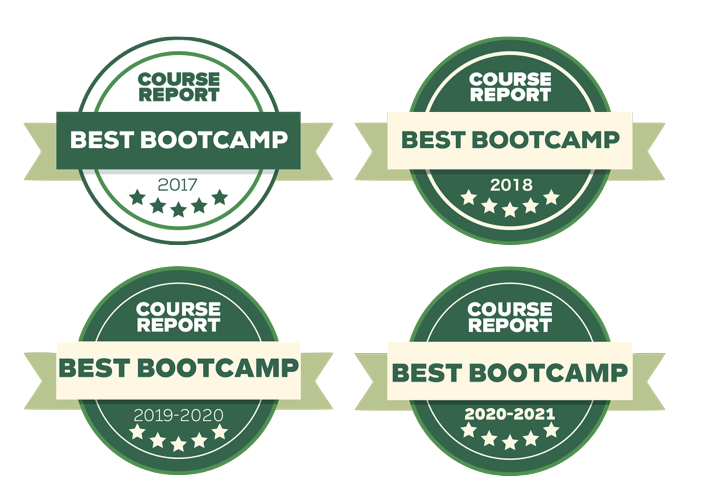 COURSE
REPORT
BEST BOOTCAMP
2017
COURSE
REPORT
BEST BOOTCAMP
2018
COURSE
REPORT
BEST BOOTCAMP
2019-2020
COURSE
REPORT
BEST BOOTCAMP
2020-2021